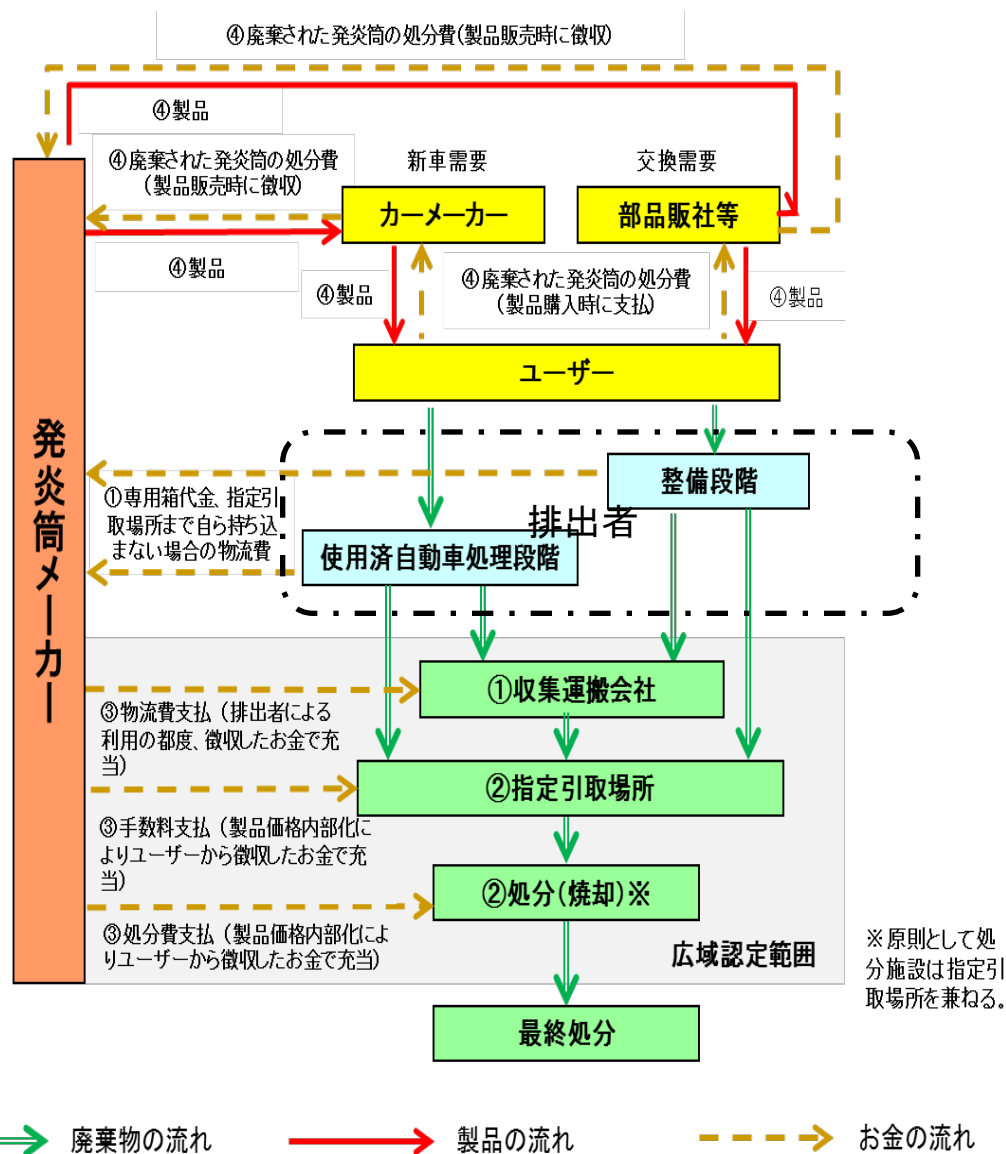 ④廃棄された発炎筒の処分費(製品販売時に徴収)
④製品
④廃棄された発炎筒の処分費
(製品販売時に徴収)
新車需要
交換需要
カーメーカー
部品販社等
④製品
④製品
④廃棄された発炎筒の処分費
(製品購入時に支払)
④製品
ユーザー
発炎筒メーカー
整備段階
①専用箱代金、指定引
取場所まで自ら持ち込
まない場合の物流費
排出者
使用済自動車処理段階
①収集運搬会社
③物流費支払（排出者による
利用の都度、徴収したお金で充
当）
②指定引取場所
③手数料支払（製品価格内部化に
よりユーザーから徴収したお金で充
当）
②処分(焼却)※
③処分費支払（製品価格内部化によ
りユーザーから徴収したお金で充当）
広域認定範囲
※原則として処
分施設は指定引
取場所を兼ねる。
最終処分
廃棄物の流れ
製品の流れ
お金の流れ